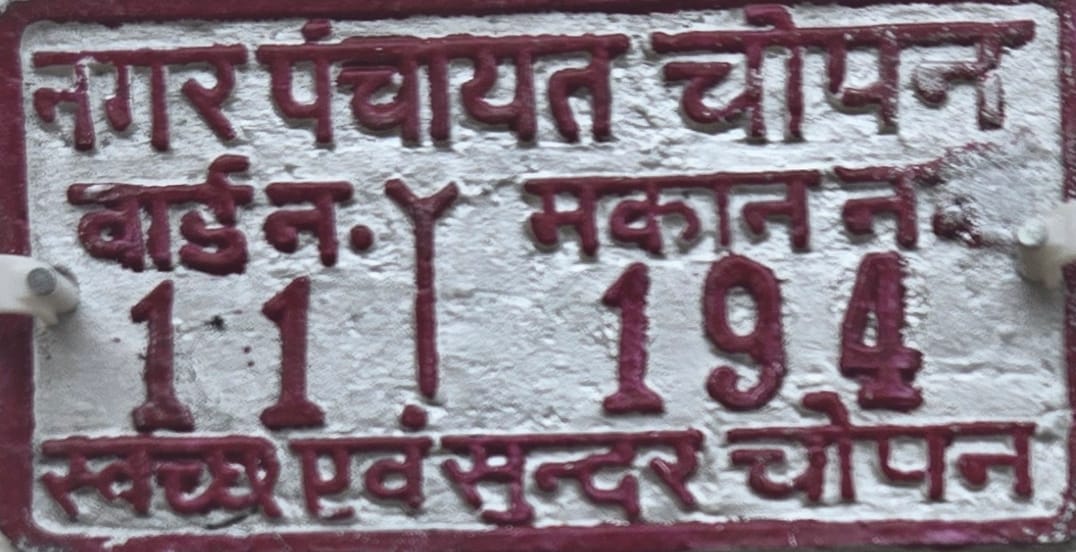 नगर पंचायत चोपन
वार्ड न. मकान न.
11 194
स्वच्छ एवं सुन्दर चोपन